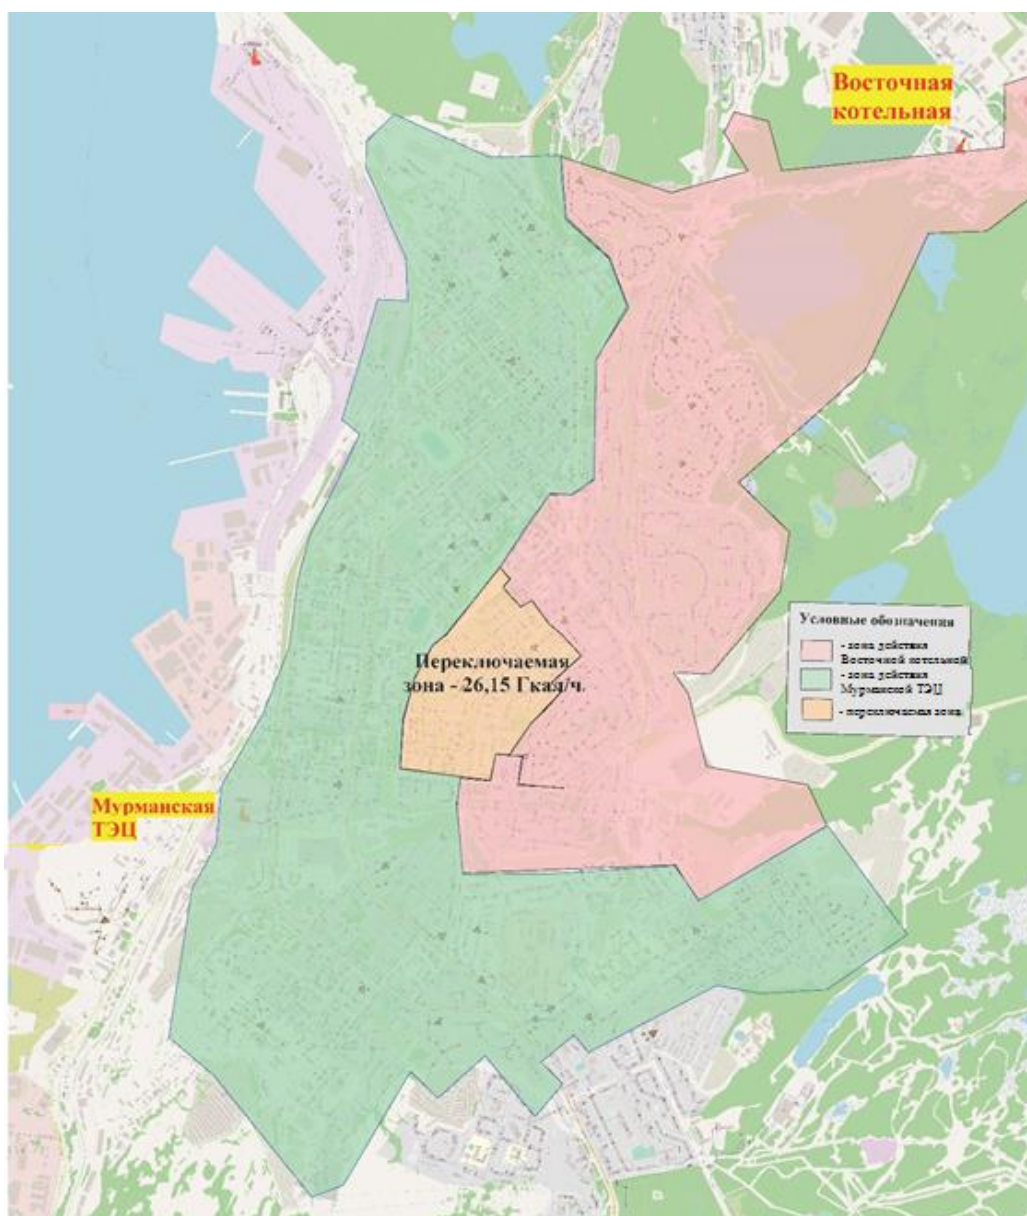 Восточная
котельная
Переключаемая
зона - 26,15 Гкал/ч.
Условные обозначения
- зона действия
Восточной котельной
- зона действия
Мурманской ТЭЦ
- переключаемая зона
Мурманская
ТЭЦ